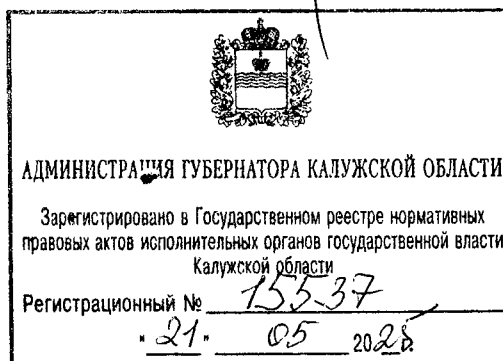 АДМИНИСТРАЦИЯ ГУБЕРНАТОРА КАЛУЖСКОЙ ОБЛАСТИ
Зарегистрировано в Государственном реестре нормативных
правовых актов исполнительных органов государственной власти
Калужской области
Регистрационный № 15537
" 21 " 05 2025